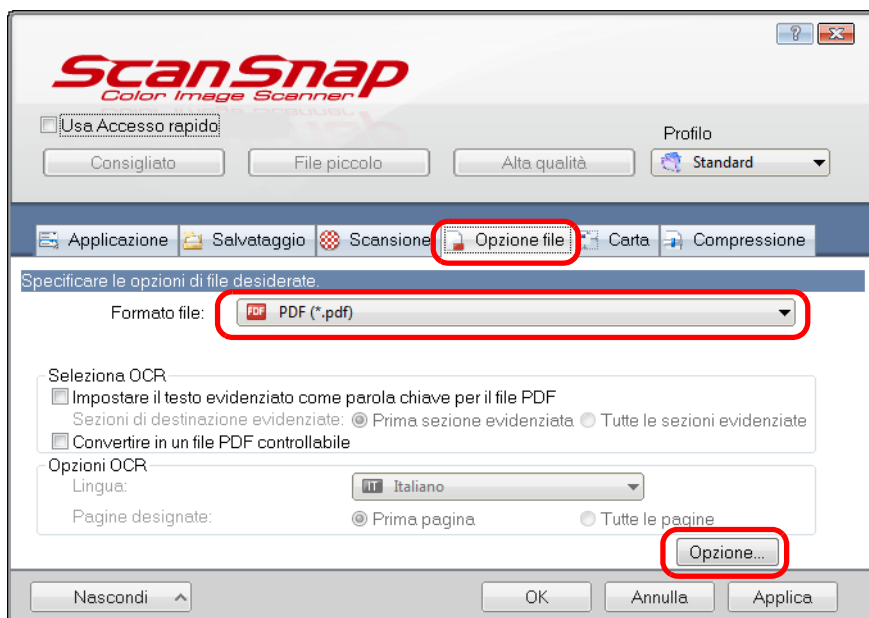 ScanSnap
Color Image Scanner
Usa Accesso rapido
Profilo
Consigliato File piccolo Alta qualità Standard
Applicazione Salvataggio Scansione Opzione file Carta Compressione
Specificare le opzioni di file desiderate.
Formato file: PDF PDF (*.pdf)
Seleziona OCR
Impostare il testo evidenziato come parola chiave per il file PDF
Sezioni di destinazione evidenziate: Prima sezione evidenziata Tutte le sezioni evidenziate
Convertire in un file PDF controllabile
Opzioni OCR
Lingua: IT Italiano
Pagine designate: Prima pagina Tutte le pagine
Opzione...
Nascondi OK Annulla Applica